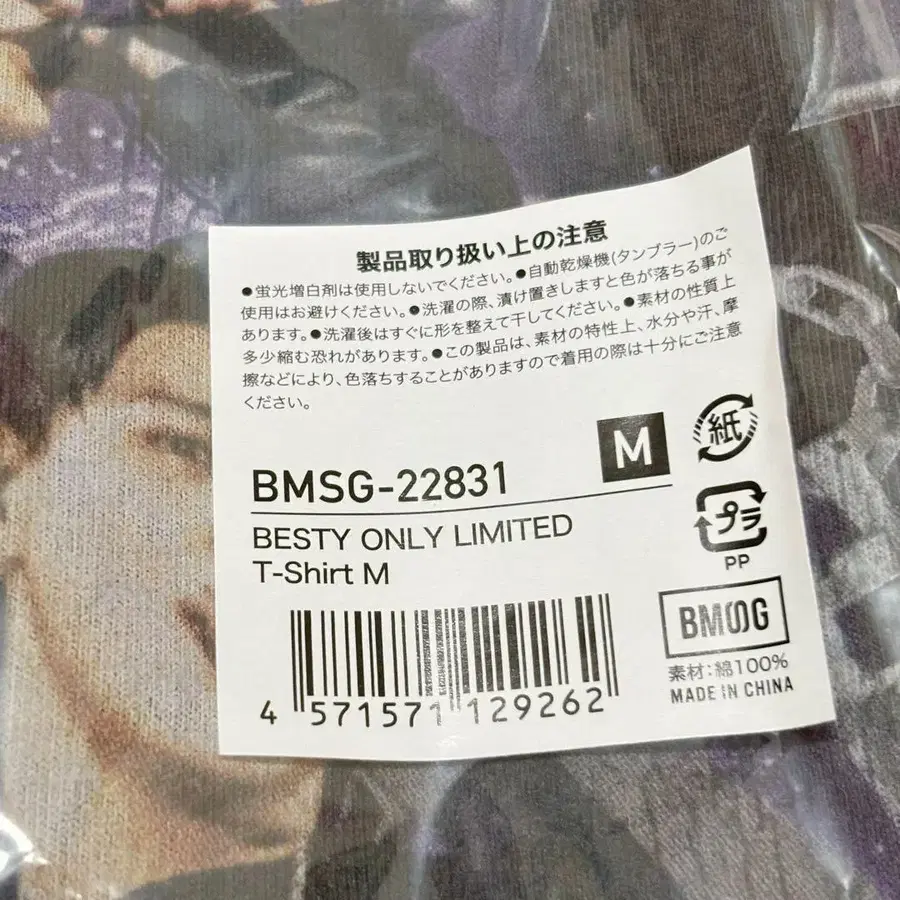 製品取り扱い上の注意
●蛍光増白剤は使用しないでください。●自動乾燥機(タンブラー)のご
使用はお避けください。●洗濯の際、漬け置きしますと色が落ちる事が
あります。●洗濯後はすぐに形を整えて干してください。●素材の性質上
多少縮む恐れがあります。●この製品は、素材の特性上、水分や汗、摩
擦などにより、色落ちすることがありますので着用の際は十分にご注意
ください。
M
紙
BMSG-22831
プラ
BESTY ONLY LIMITED
T-Shirt M
PP
BMSG
素材:綿100%
MADE IN CHINA
4 571571 129262